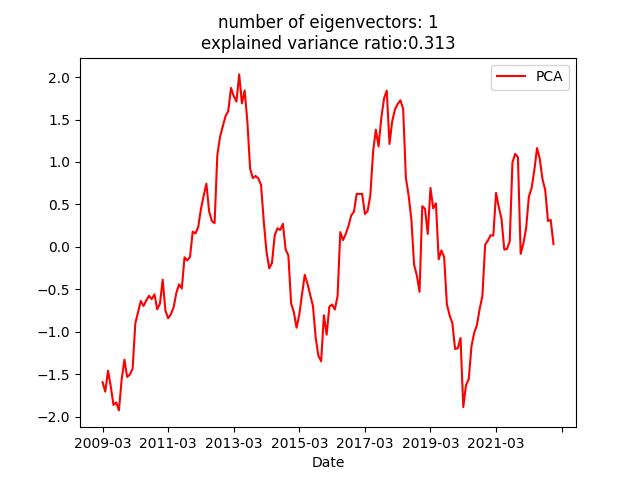 number of eigenvectors: 1
explained variance ratio:0.313
PCA
2.0
1.5
1.0
0.5
0.0
−0.5
−1.0
−1.5
−2.0
2009-03 2011-03 2013-03 2015-03 2017-03 2019-03 2021-03
Date